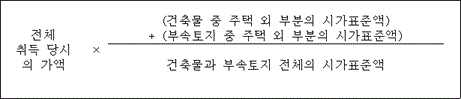 전체
취득 당시
의 가액
×
(건축물 중 주택 외 부분의 시가표준액)
+ (부속토지 중 주택 외 부분의 시가표준액)
건축물과 부속토지 전체의 시가표준액